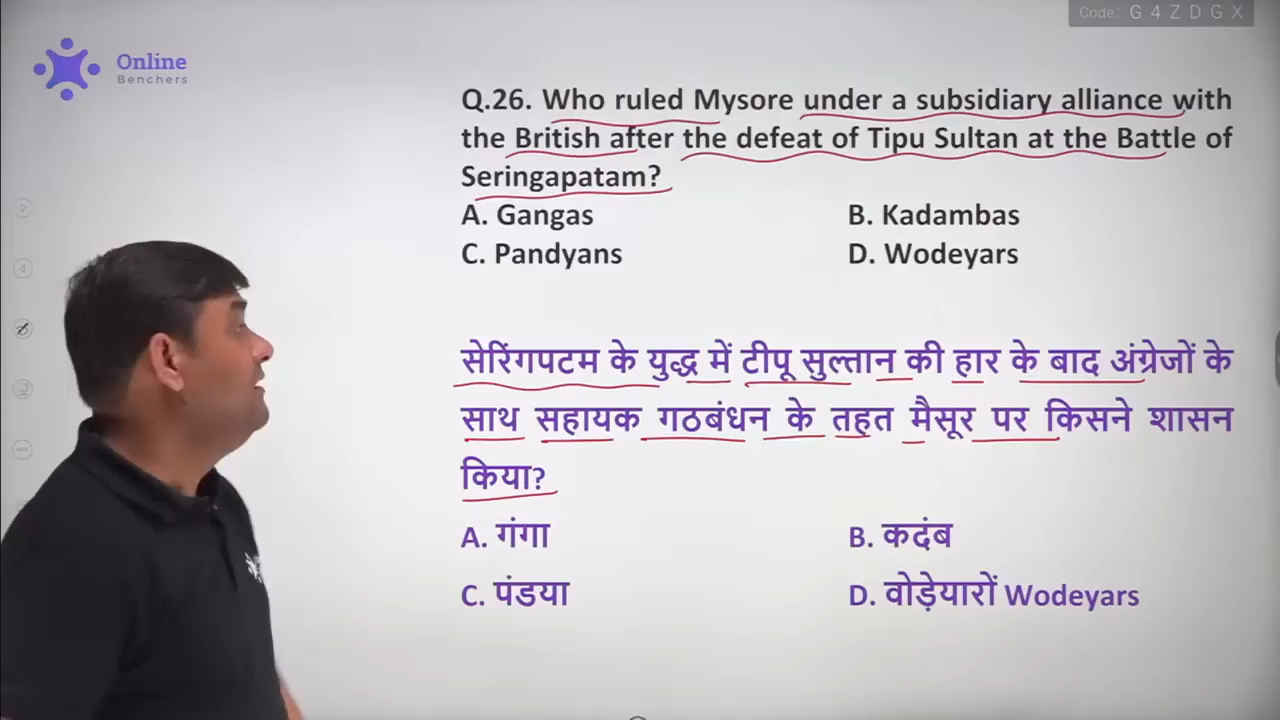 Code: G4ZDGX
Online
Benchers
Q.26. Who ruled Mysore under a subsidiary alliance with
the British after the defeat of Tipu Sultan at the Battle of
Seringapatam?
A. Gangas B. Kadambas
C. Pandyans D. Wodeyars
सेरिंगपटम के युद्ध में टीपू सुल्तान की हार के बाद अंग्रेजों के
साथ सहायक गठबंधन के तहत मैसूर पर किसने शासन
किया?
A. गंगा B. कदंब
C. पंडया D. वोड़ेयारों Wodeyars